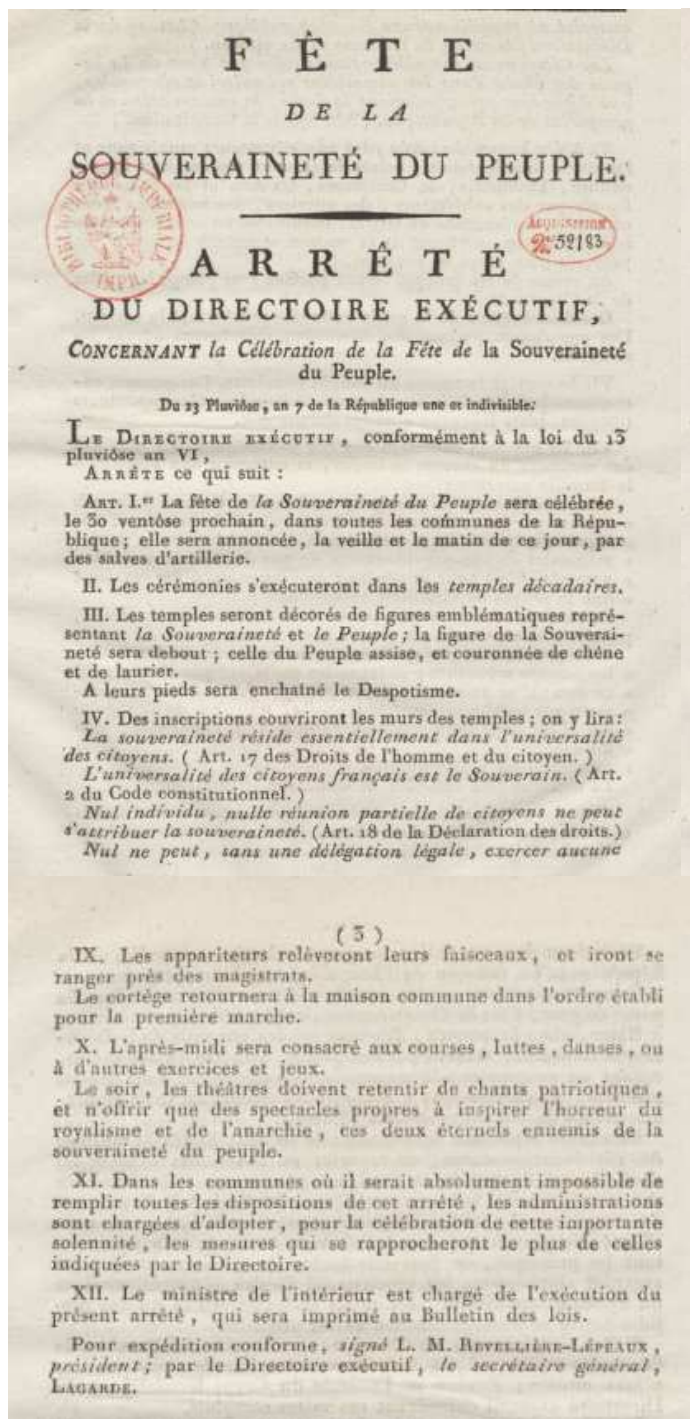 FÊTE
DE LA
SOUVERAINETÉ DU PEUPLE.
BIBLIOTHÈQUE IMPÉRIALE
IMPR.
ACQUISITION
52183
ARRÊTÉ
DU DIRECTOIRE EXÉCUTIF,
CONCERNANT la Célébration de la Fête de la Souveraineté
du Peuple.
Du 23 Pluviôse, an 7 de la République une et indivisible.
LE DIRECTOIRE EXÉCUTIF, conformément à la loi du 13
pluviôse an VI,
ARRÊTE ce qui suit :
ART. I.er La fête de la Souveraineté du Peuple sera célébrée,
le 30 ventôse prochain, dans toutes les communes de la Répu-
blique; elle sera annoncée, la veille et le matin de ce jour, par
des salves d'artillerie.
II. Les cérémonies s'exécuteront dans les temples décadaires.
III. Les temples seront décorés de figures emblématiques repré-
sentant la Souveraineté et le Peuple; la figure de la Souverai-
neté sera debout ; celle du Peuple assise, et couronnée de chêne
et de laurier.
A leurs pieds sera enchaîné le Despotisme.
IV. Des inscriptions couvriront les murs des temples ; on y lira :
La souveraineté réside essentiellement dans l'universalité
des citoyens. ( Art. 17 des Droits de l'homme et du citoyen. )
L'universalité des citoyens français est le Souverain. ( Art.
2 du Code constitutionnel. )
Nul individu, nulle réunion partielle de citoyens ne peut
s'attribuer la souveraineté. (Art. 18 de la Déclaration des droits.)
Nul ne peut, sans une délégation légale, exercer aucune
( 3 )
IX. Les appariteurs relèveront leurs faisceaux, et iront se
ranger près des magistrats.
Le cortége retournera à la maison commune dans l'ordre établi
pour la première marche.
X. L'après-midi sera consacré aux courses, luttes, danses, ou
à d'autres exercices et jeux.
Le soir, les théâtres doivent retentir de chants patriotiques,
et n'offrir que des spectacles propres à inspirer l'horreur du
royalisme et de l'anarchie, ces deux éternels ennemis de la
souveraineté du peuple.
XI. Dans les communes où il serait absolument impossible de
remplir toutes les dispositions de cet arrêté, les administrations
sont chargées d'adopter, pour la célébration de cette importante
solennité, les mesures qui se rapprocheront le plus de celles
indiquées par le Directoire.
XII. Le ministre de l'intérieur est chargé de l'exécution du
présent arrêté, qui sera imprimé au Bulletin des lois.
Pour expédition conforme, signé L. M. REVELLIÈRE-LÉPEAUX,
président; par le Directoire exécutif, le secrétaire général,
LAGARDE.